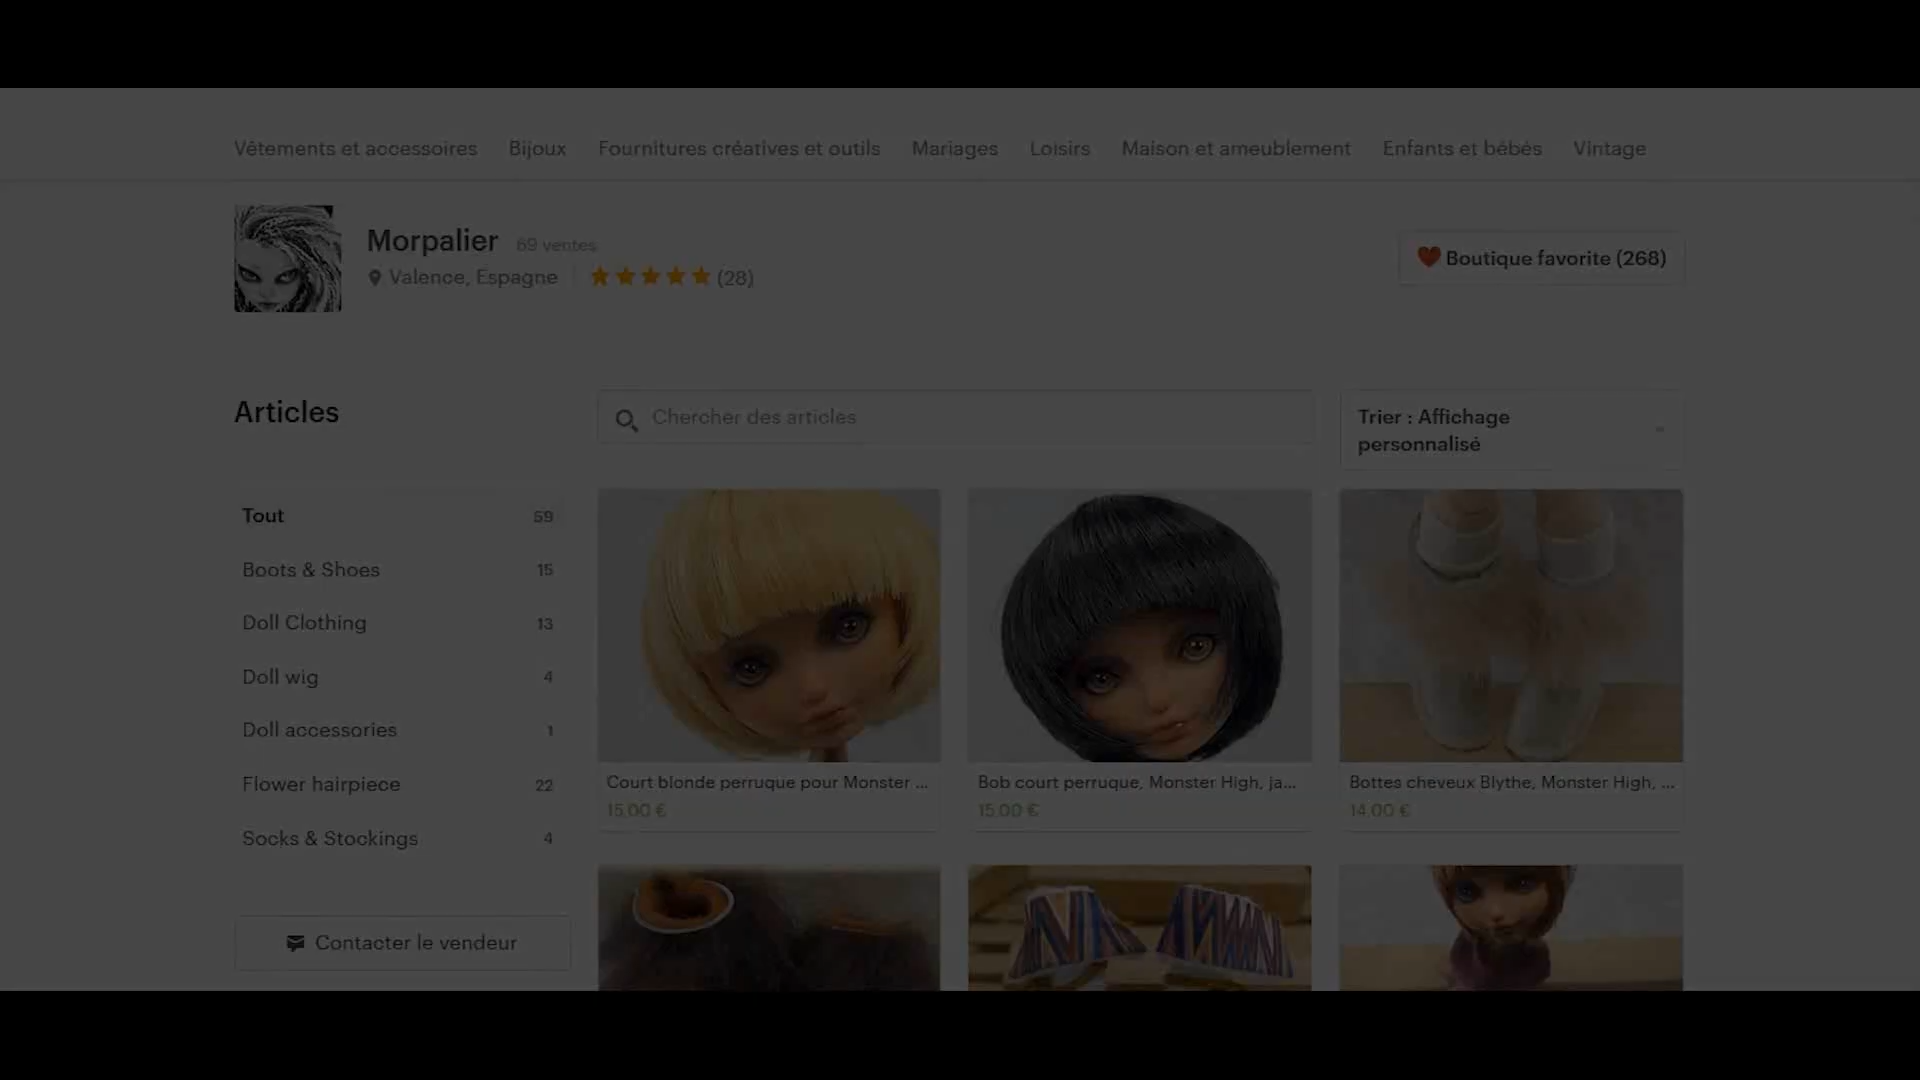 Vêtements et accessoires Bijoux Fournitures créatives et outils Mariages Loisirs Maison et ameublement Enfants et bébés Vintage
Morpalier 69 ventes
Valence, Espagne (28)
Boutique favorite (268)
Articles
Chercher des articles
Trier : Affichage
personnalisé
Tout 59
Boots & Shoes 15
Doll Clothing 13
Doll wig 4
Doll accessories 1
Flower hairpiece 22
Socks & Stockings 4
Contacter le vendeur
Court blonde perruque pour Monster ...
15,00 €
Bob court perruque, Monster High, ja...
15,00 €
Bottes cheveux Blythe, Monster High, ...
14,00 €